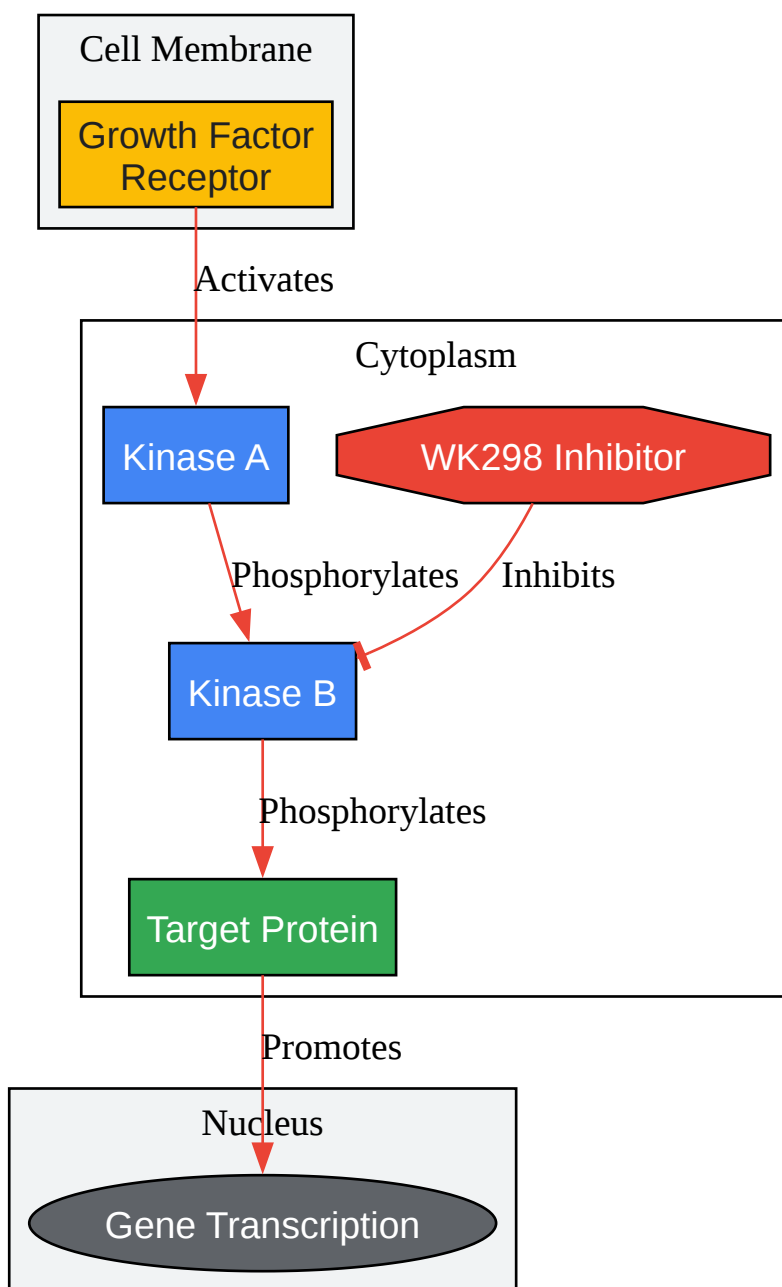 Cell Membrane
Growth Factor
Receptor
Activates
Cytoplasm
Kinase A
WK298 Inhibitor
Phosphorylates
Inhibits
Kinase B
Phosphorylates
Target Protein
Promotes
Nucleus
Gene Transcription